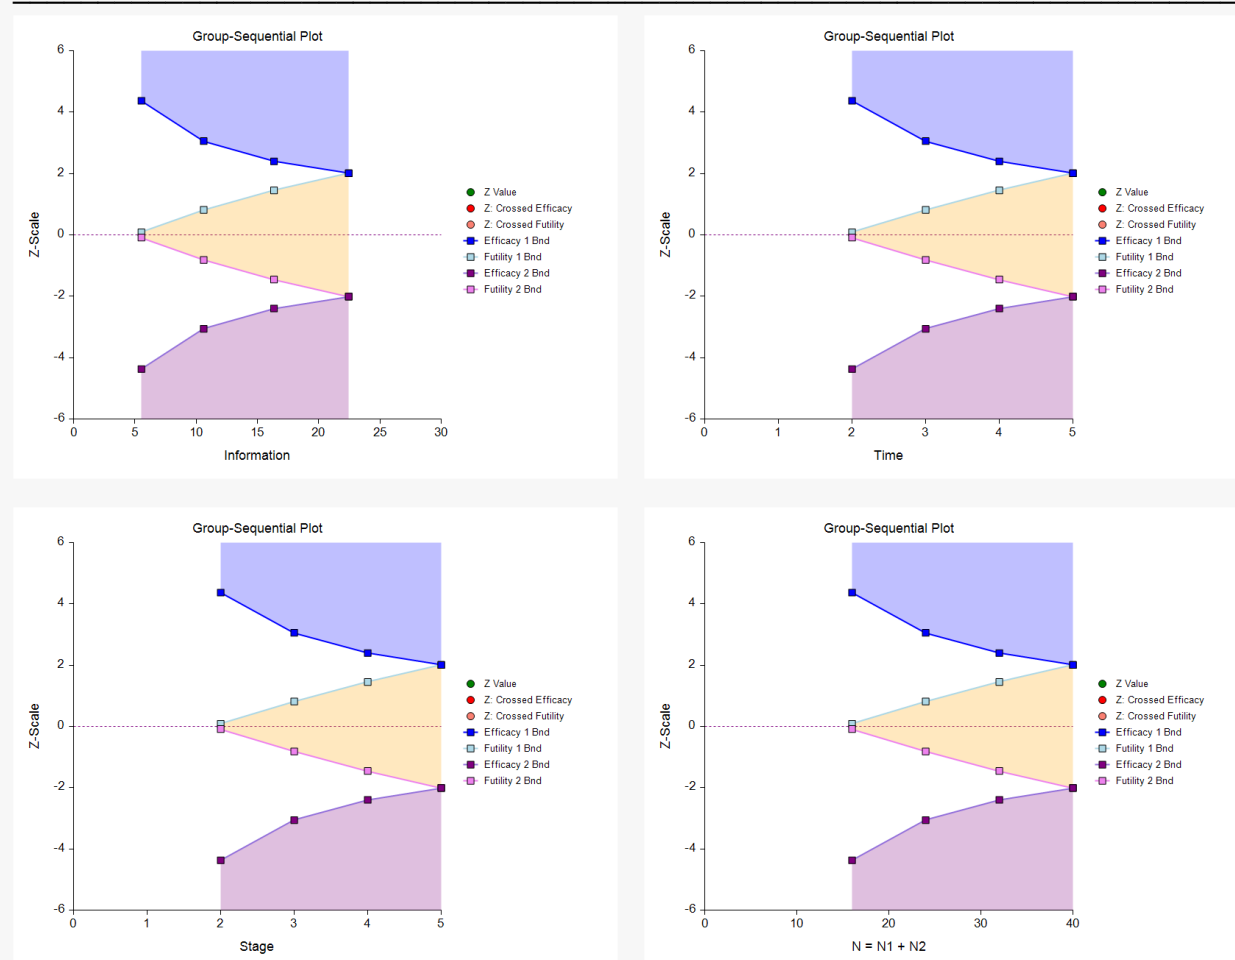 Group-Sequential Plot
6
4
2
0
-2
-4
-6
Z-Scale
0 5 10 15 20 25 30
Information
Z Value
Z: Crossed Efficacy
Z: Crossed Futility
Efficacy 1 Bnd
Futility 1 Bnd
Efficacy 2 Bnd
Futility 2 Bnd
Group-Sequential Plot
6
4
2
0
-2
-4
-6
Z-Scale
0 1 2 3 4 5
Time
Z Value
Z: Crossed Efficacy
Z: Crossed Futility
Efficacy 1 Bnd
Futility 1 Bnd
Efficacy 2 Bnd
Futility 2 Bnd
Group-Sequential Plot
6
4
2
0
-2
-4
-6
Z-Scale
0 1 2 3 4 5
Stage
Z Value
Z: Crossed Efficacy
Z: Crossed Futility
Efficacy 1 Bnd
Futility 1 Bnd
Efficacy 2 Bnd
Futility 2 Bnd
Group-Sequential Plot
6
4
2
0
-2
-4
-6
Z-Scale
0 10 20 30 40
N = N1 + N2
Z Value
Z: Crossed Efficacy
Z: Crossed Futility
Efficacy 1 Bnd
Futility 1 Bnd
Efficacy 2 Bnd
Futility 2 Bnd